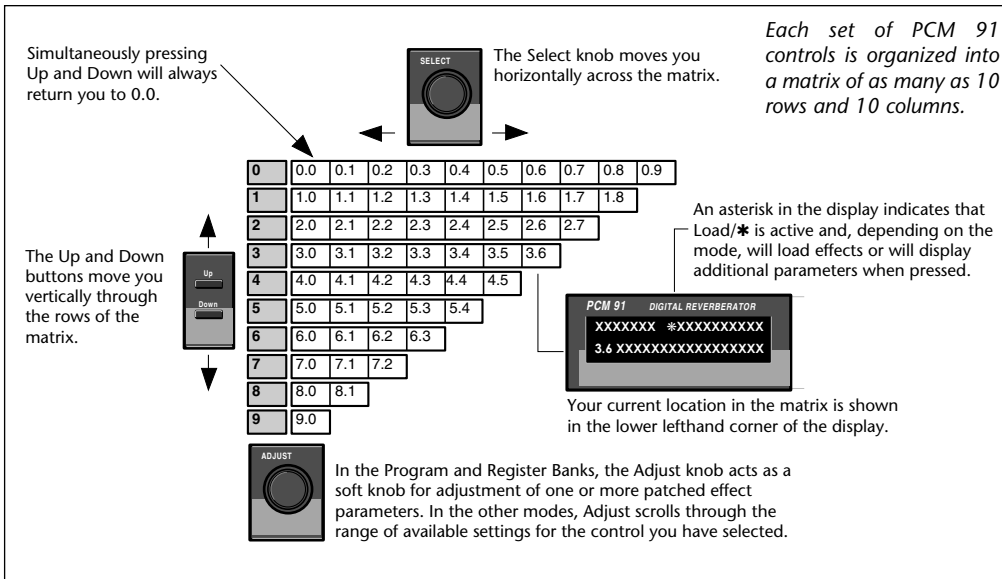 Simultaneously pressing
Up and Down will always
return you to 0.0.
SELECT
The Select knob moves you
horizontally across the matrix.
Each set of PCM 91
controls is organized into
a matrix of as many as 10
rows and 10 columns.
0 0.0 0.1 0.2 0.3 0.4 0.5 0.6 0.7 0.8 0.9
1 1.0 1.1 1.2 1.3 1.4 1.5 1.6 1.7 1.8
2 2.0 2.1 2.2 2.3 2.4 2.5 2.6 2.7
3 3.0 3.1 3.2 3.3 3.4 3.5 3.6
4 4.0 4.1 4.2 4.3 4.4 4.5
5 5.0 5.1 5.2 5.3 5.4
6 6.0 6.1 6.2 6.3
7 7.0 7.1 7.2
8 8.0 8.1
9 9.0
The Up and Down
buttons move you
vertically through
the rows of the
matrix.
Up
Down
An asterisk in the display indicates that
Load/✱ is active and, depending on the
mode, will load effects or will display
additional parameters when pressed.
PCM 91 DIGITAL REVERBERATOR
XXXXXXX ✳XXXXXXXXXX
3.6 XXXXXXXXXXXXXXXXX
Your current location in the matrix is shown
in the lower lefthand corner of the display.
ADJUST
In the Program and Register Banks, the Adjust knob acts as a
soft knob for adjustment of one or more patched effect
parameters. In the other modes, Adjust scrolls through the
range of available settings for the control you have selected.